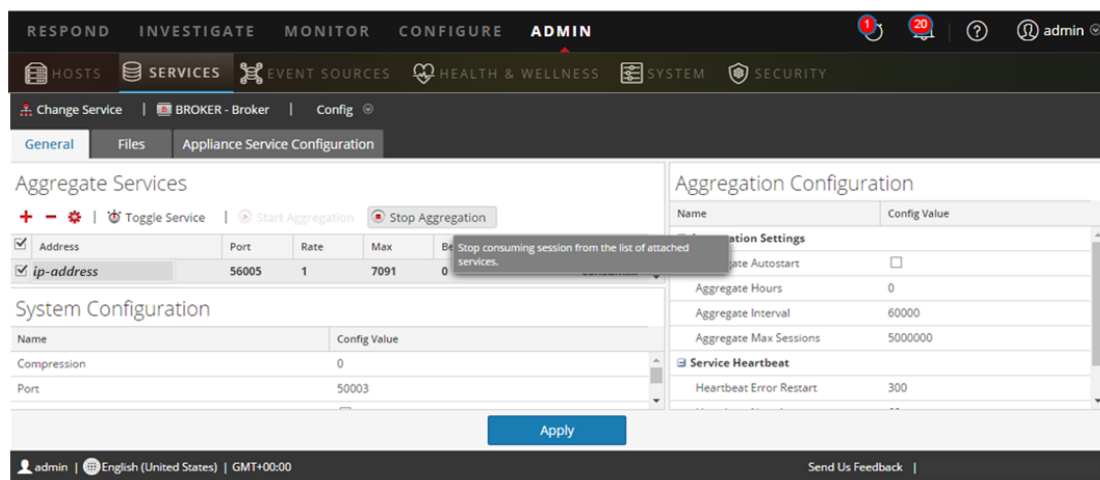 RESPOND INVESTIGATE MONITOR CONFIGURE ADMIN 1 20 ? admin
HOSTS SERVICES EVENT SOURCES HEALTH & WELLNESS SYSTEM SECURITY
Change Service | BROKER - Broker | Config
General Files Appliance Service Configuration
Aggregate Services
Toggle Service | Start Aggregation Stop Aggregation
Address Port Rate Max Be
Stop consuming session from the list of attached
services.
ip-address 56005 1 7091 0
System Configuration
Name Config Value
Compression 0
Port 50003
Aggregation Configuration
Name Config Value
ation Settings
gate Autostart
Aggregate Hours 0
Aggregate Interval 60000
Aggregate Max Sessions 5000000
Service Heartbeat
Heartbeat Error Restart 300
Apply
admin | English (United States) | GMT+00:00 Send Us Feedback |